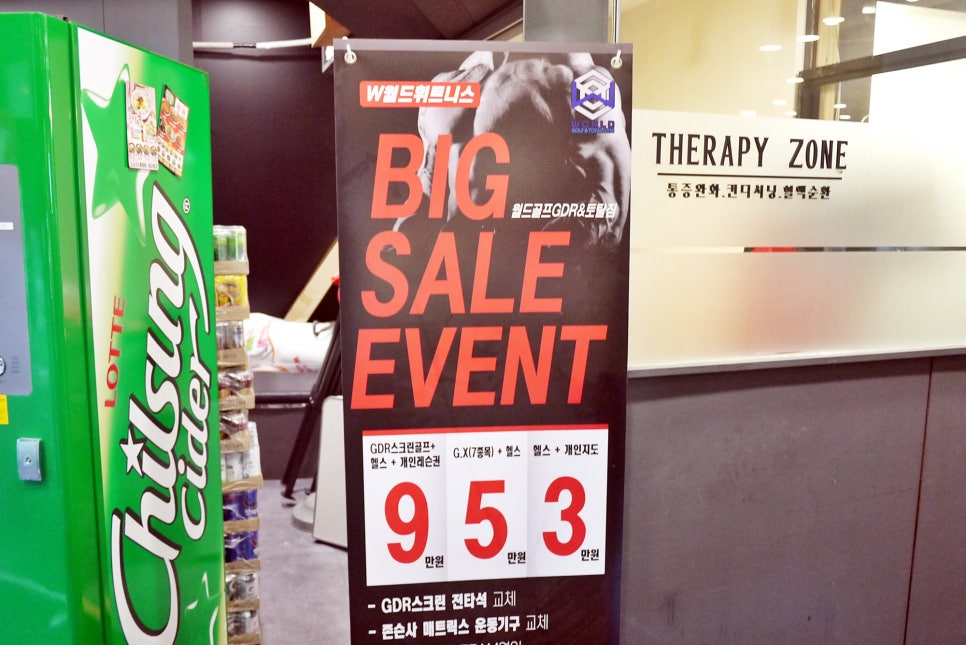 LOTTE
Chilsung
Cider
W월드휘트니스
WORLD
BIG
월드골프GDR&토탈짐
SALE
EVENT
GDR스크린골프+
헬스 + 개인레슨권
9만원
G.X(7종목) + 헬스
5만원
헬스 + 개인지도
3만원
- GDR스크린 전타석 교체
- 존슨사 매트릭스 운동기구 교체
THERAPY ZONE
통증완화.컨디셔닝.혈액순환